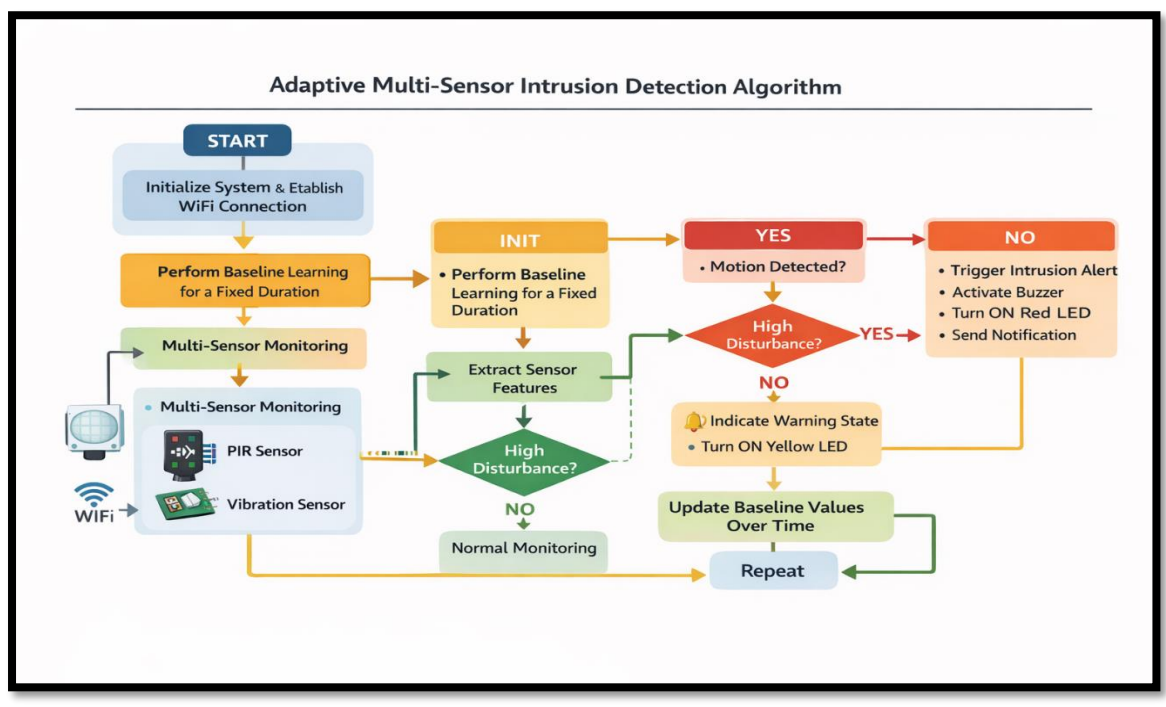 Adaptive Multi-Sensor Intrusion Detection Algorithm
START
Initialize System & Etablish
WiFi Connection
Perform Baseline Learning
for a Fixed Duration
Multi-Sensor Monitoring
• Multi-Sensor Monitoring
PIR Sensor
Vibration Sensor
WIFi
INIT
• Perform Baseline
Learning for a Fixed
Duration
Extract Sensor
Features
High
Disturbance?
NO
Normal Monitoring
YES
• Motion Detected?
High
Disturbance?
YES
NO
Indicate Warning State
• Turn ON Yellow LED
Update Baseline Values
Over Time
Repeat
NO
• Trigger Intrusion Alert
• Activate Buzzer
• Turn ON Red LED
• Send Notification